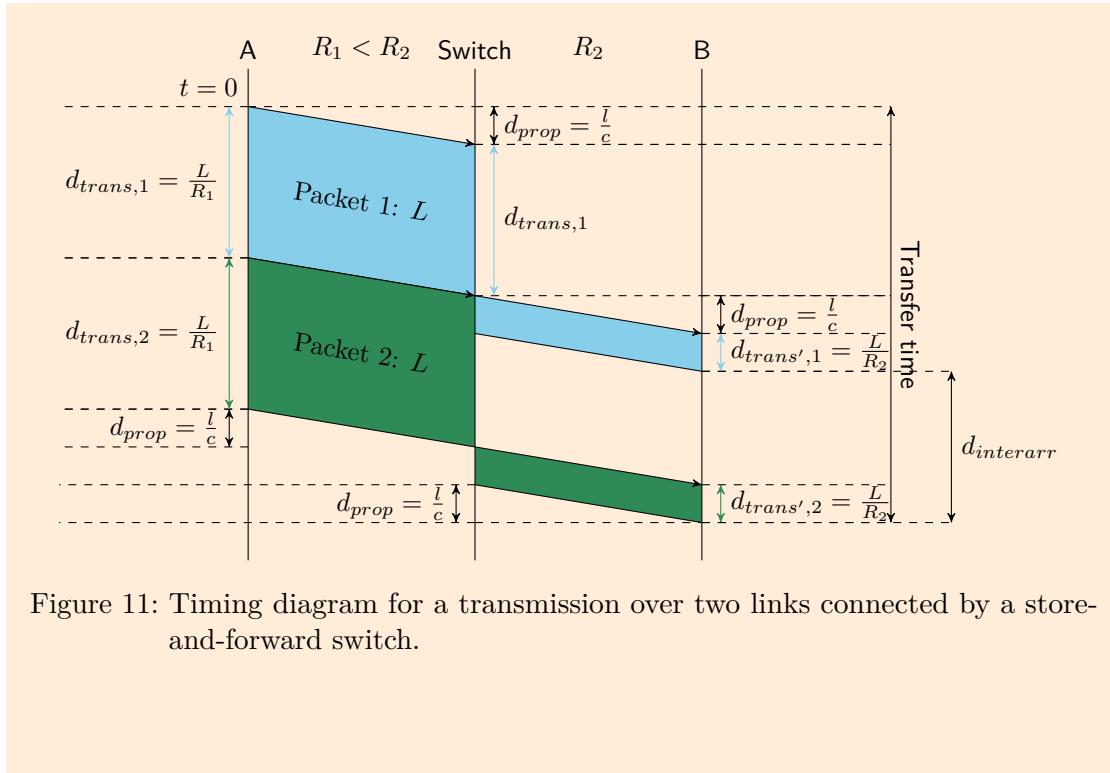 A R₁ < R₂ Switch R₂ B
t = 0
d_prop = l/c
d_trans,1 = L/R₁
Packet 1: L
d_trans,1
Transfer time
d_prop = l/c
d_trans,2 = L/R₁
d_trans′,1 = L/R₂
Packet 2: L
d_prop = l/c
d_interarr
d_prop = l/c
d_trans′,2 = L/R₂
Figure 11: Timing diagram for a transmission over two links connected by a store-
and-forward switch.